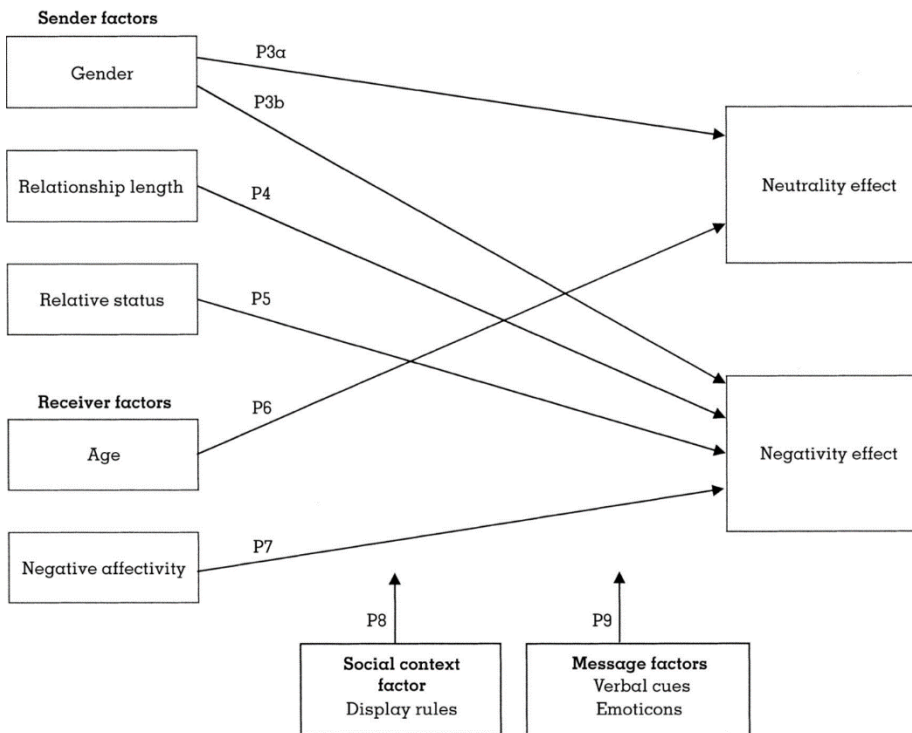 Sender factors
Gender
P3a
P3b
Neutrality effect
Relationship length
P4
Relative status
P5
Receiver factors
Age
P6
Negativity effect
Negative affectivity
P7
P8
P9
Social context
factor
Display rules
Message factors
Verbal cues
Emoticons